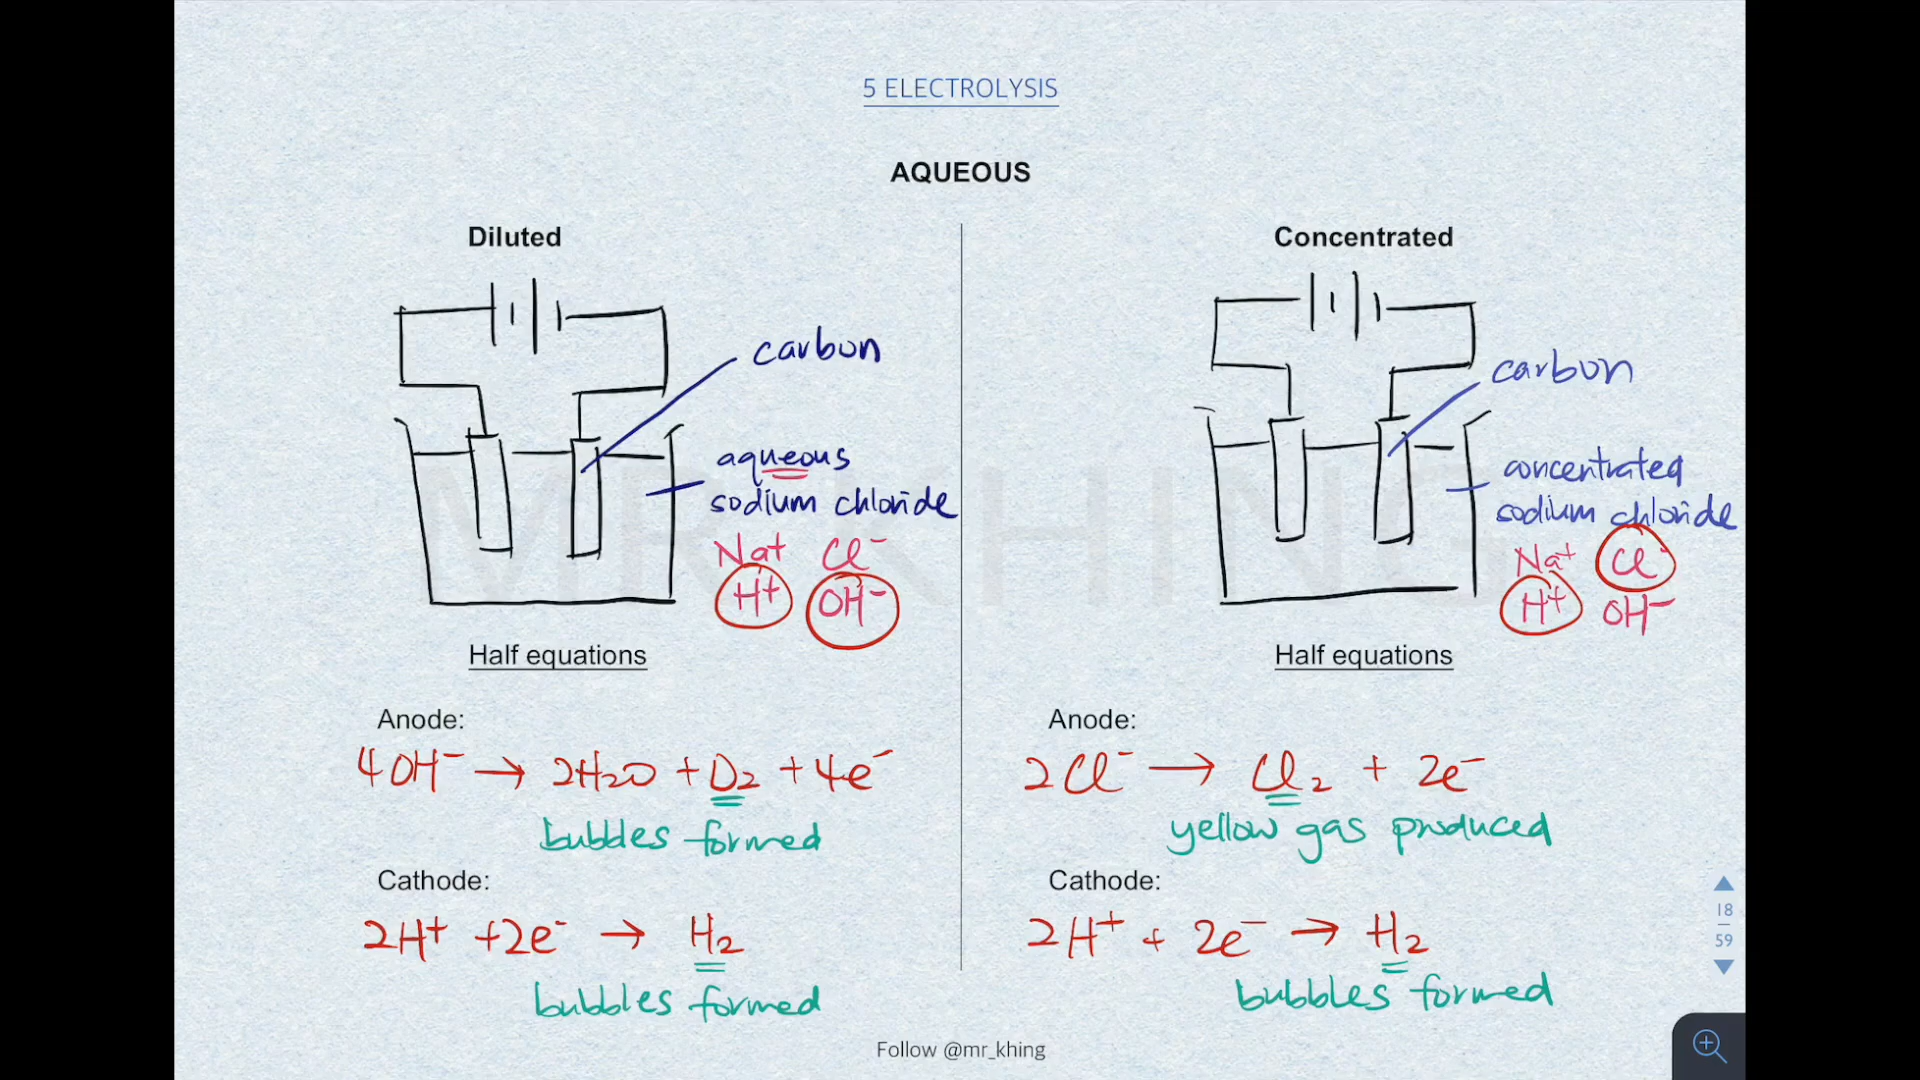 5 ELECTROLYSIS
AQUEOUS
Diluted
carbon
aqueous
sodium chloride
Na+ Cl-
H+ OH-
Half equations
Anode:
4OH- → 2H2O + O2 + 4e-
bubbles formed
Cathode:
2H+ +2e- → H2
bubbles formed
Concentrated
carbon
concentrated
sodium chloride
Na+ Cl-
H+ OH-
Half equations
Anode:
2Cl- → Cl2 + 2e-
yellow gas produced
Cathode:
2H+ + 2e- → H2
bubbles formed
MR KHING
18
59
Follow @mr_khing